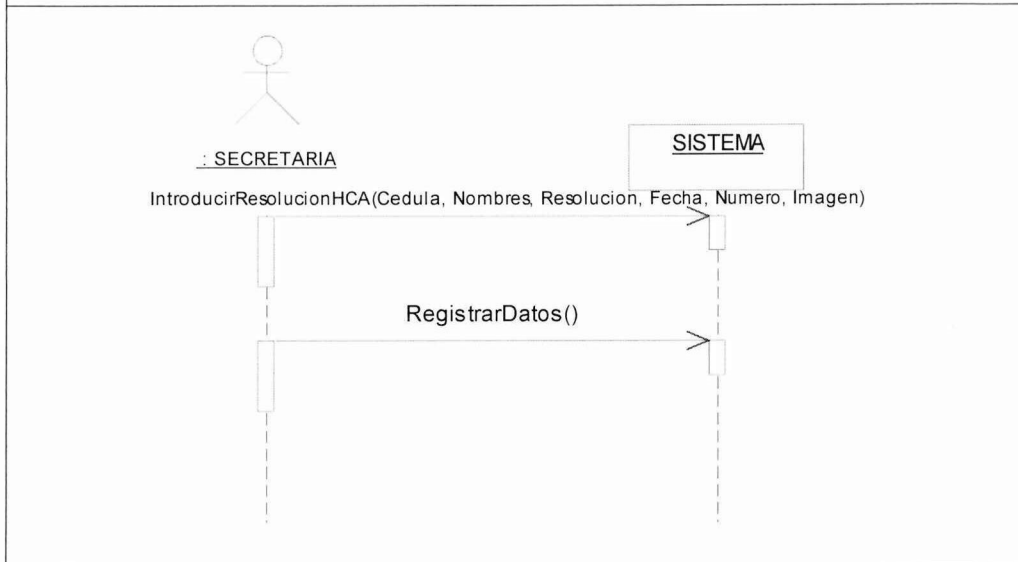 : SECRETARIA
SISTEMA
IntroducirResolucionHCA(Cedula, Nombres, Resolucion, Fecha, Numero, Imagen)
RegistrarDatos()